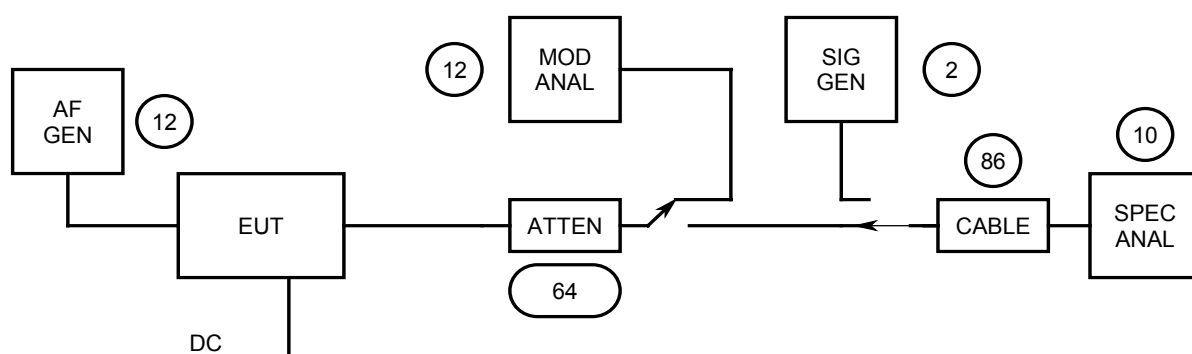 AF
GEN
12
EUT
DC
12
MOD
ANAL
ATTEN
64
SIG
GEN
2
86
CABLE
10
SPEC
ANAL